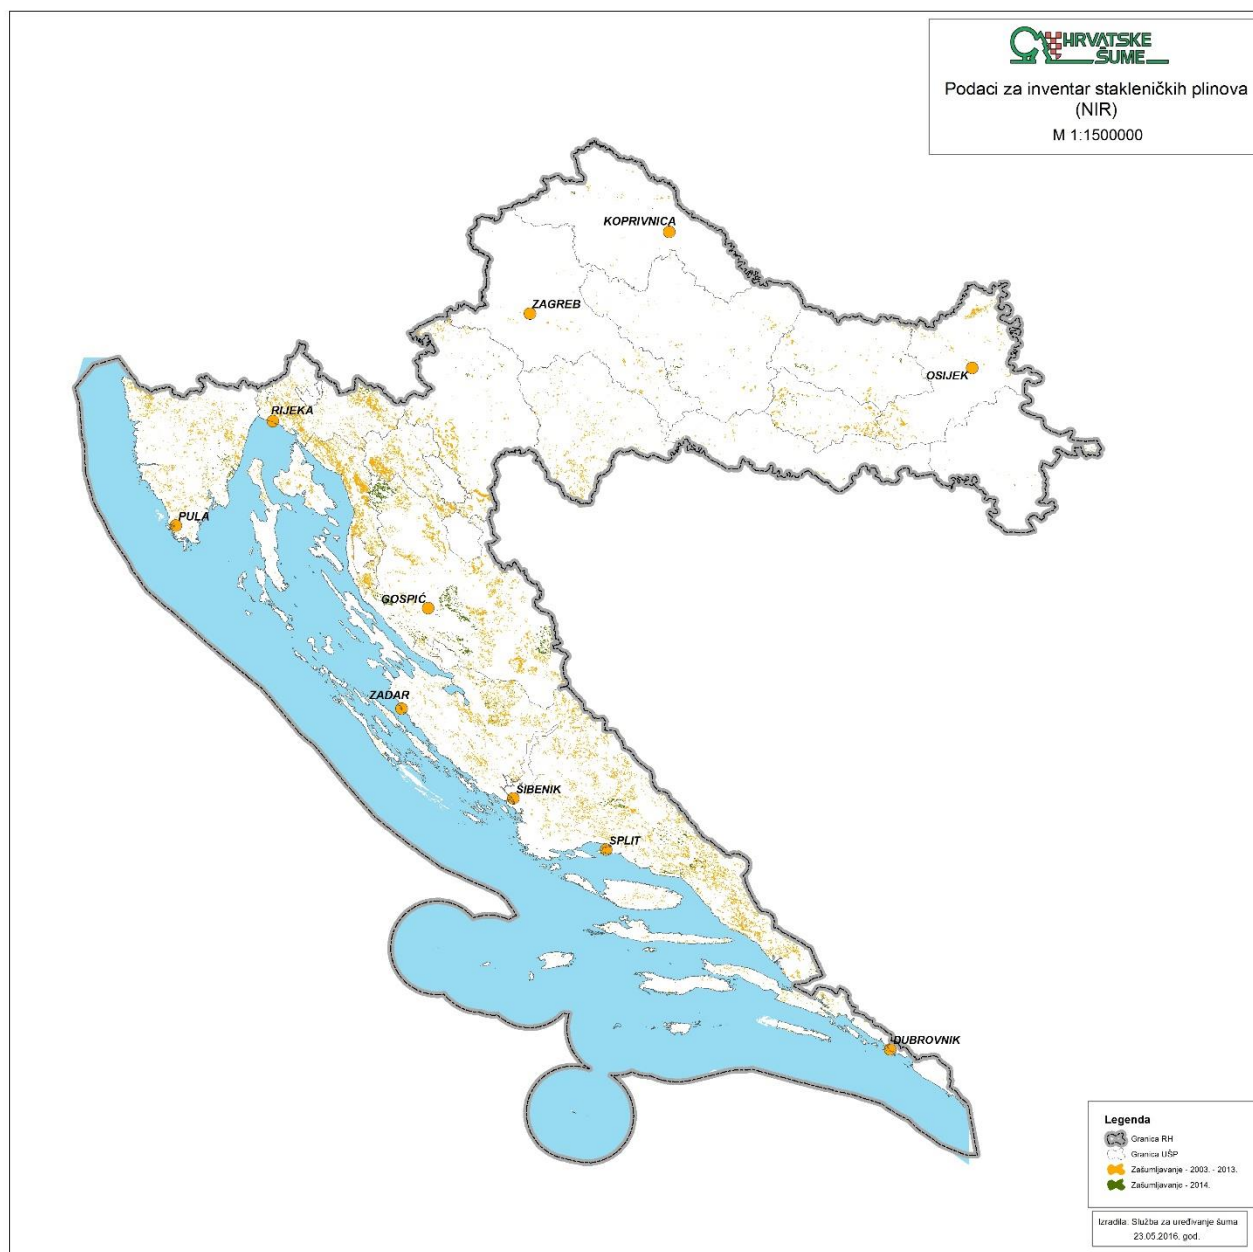 HRVATSKE
ŠUME
Podaci za inventar stakleničkih plinova
(NIR)
M 1:1500000
KOPRIVNICA
ZAGREB
OSIJEK
RIJEKA
PULA
GOSPIĆ
ZADAR
ŠIBENIK
SPLIT
DUBROVNIK
Legenda
Granica RH
Granica UŠP
Zašumljavanje - 2003. - 2013.
Zašumljavanje - 2014.
Izradila: Služba za uređivanje šuma
23.05.2016. god.